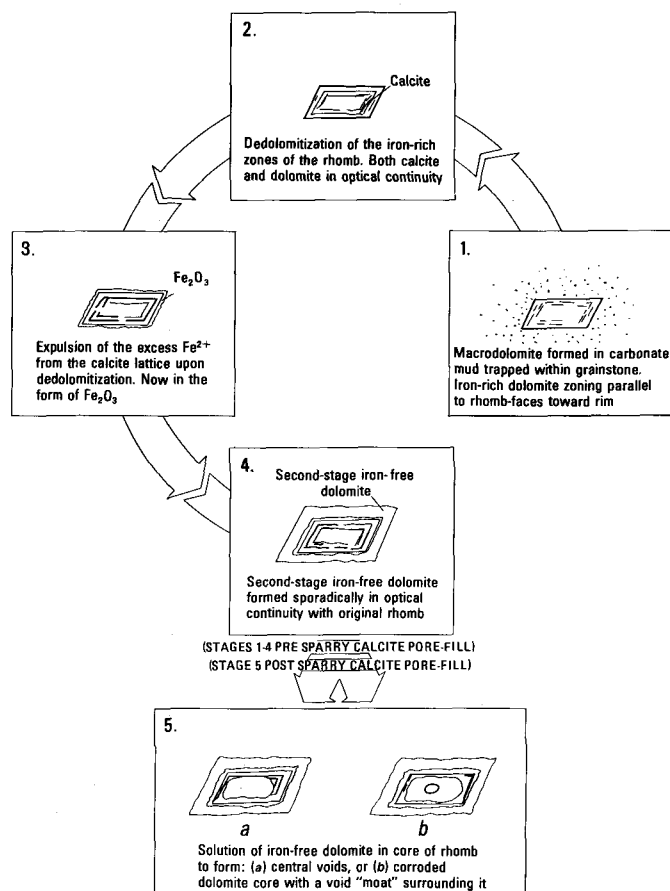 2.
Calcite
Dedolomitization of the iron-rich
zones of the rhomb. Both calcite
and dolomite in optical continuity
1.
Macrodolomite formed in carbonate
mud trapped within grainstone.
Iron-rich dolomite zoning parallel
to rhomb-faces toward rim
3.
Fe₂O₃
Expulsion of the excess Fe²⁺
from the calcite lattice upon
dedolomitization. Now in the
form of Fe₂O₃
4.
Second-stage iron-free
dolomite
Second-stage iron-free dolomite
formed sporadically in optical
continuity with original rhomb
(STAGES 1-4 PRE SPARRY CALCITE PORE-FILL)
(STAGE 5 POST SPARRY CALCITE PORE-FILL)
5.
a b
Solution of iron-free dolomite in core of rhomb
to form: (a) central voids, or (b) corroded
dolomite core with a void "moat" surrounding it